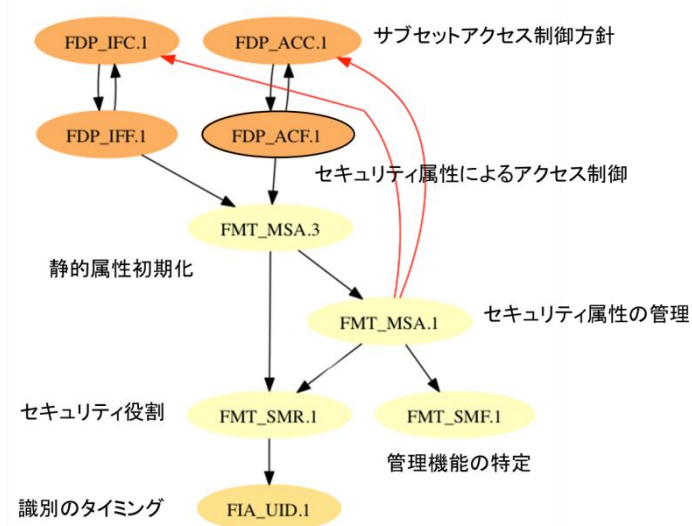 FDP_IFC.1
FDP_ACC.1
サブセットアクセス制御方針
FDP_IFF.1
FDP_ACF.1
セキュリティ属性によるアクセス制御
FMT_MSA.3
静的属性初期化
FMT_MSA.1
セキュリティ属性の管理
セキュリティ役割
FMT_SMR.1
FMT_SMF.1
管理機能の特定
識別のタイミング
FIA_UID.1